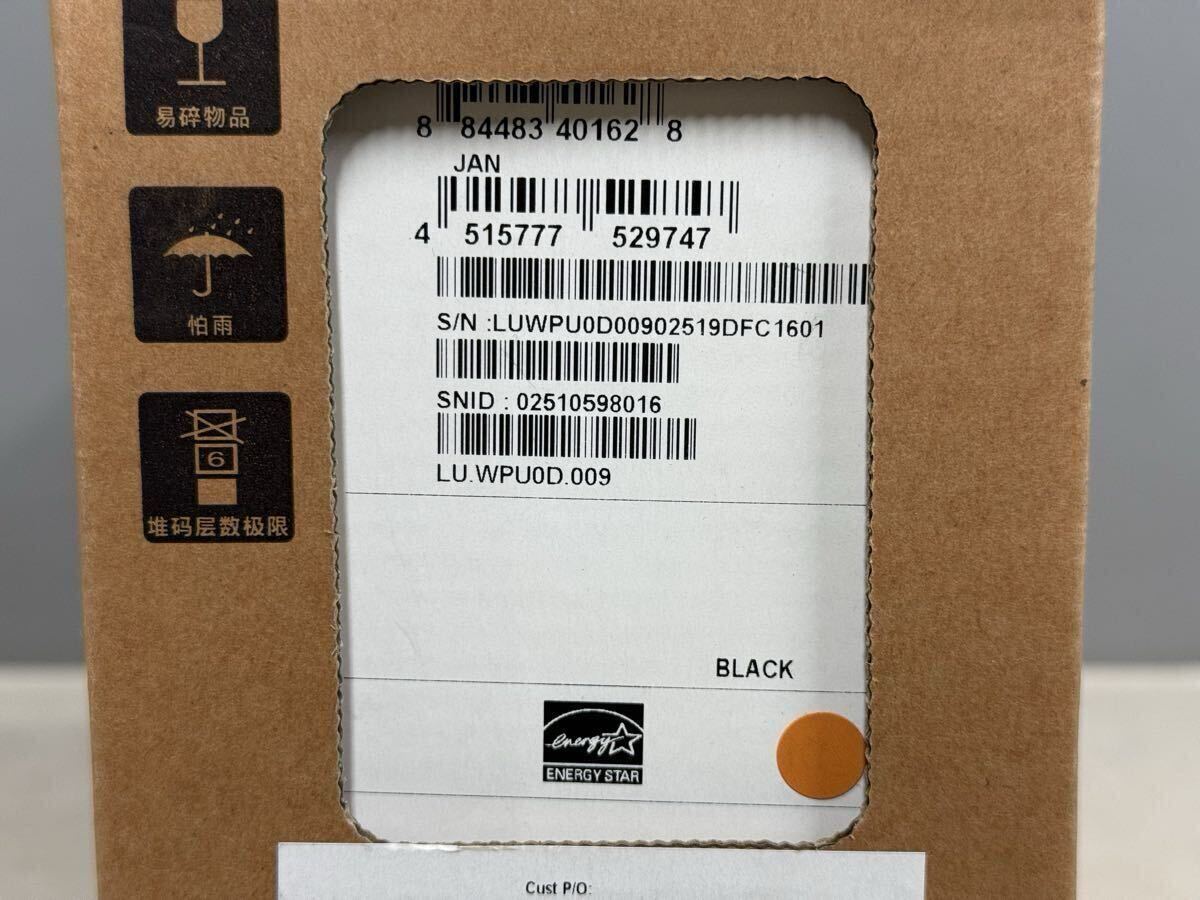 易碎物品
怕雨
6
堆码层数极限
8 84483 40162 8
JAN
4 515777 529747
S/N :LUWPU0D00902519DFC1601
SNID : 02510598016
LU.WPU0D.009
BLACK
energy
ENERGY STAR
Cust P/O: